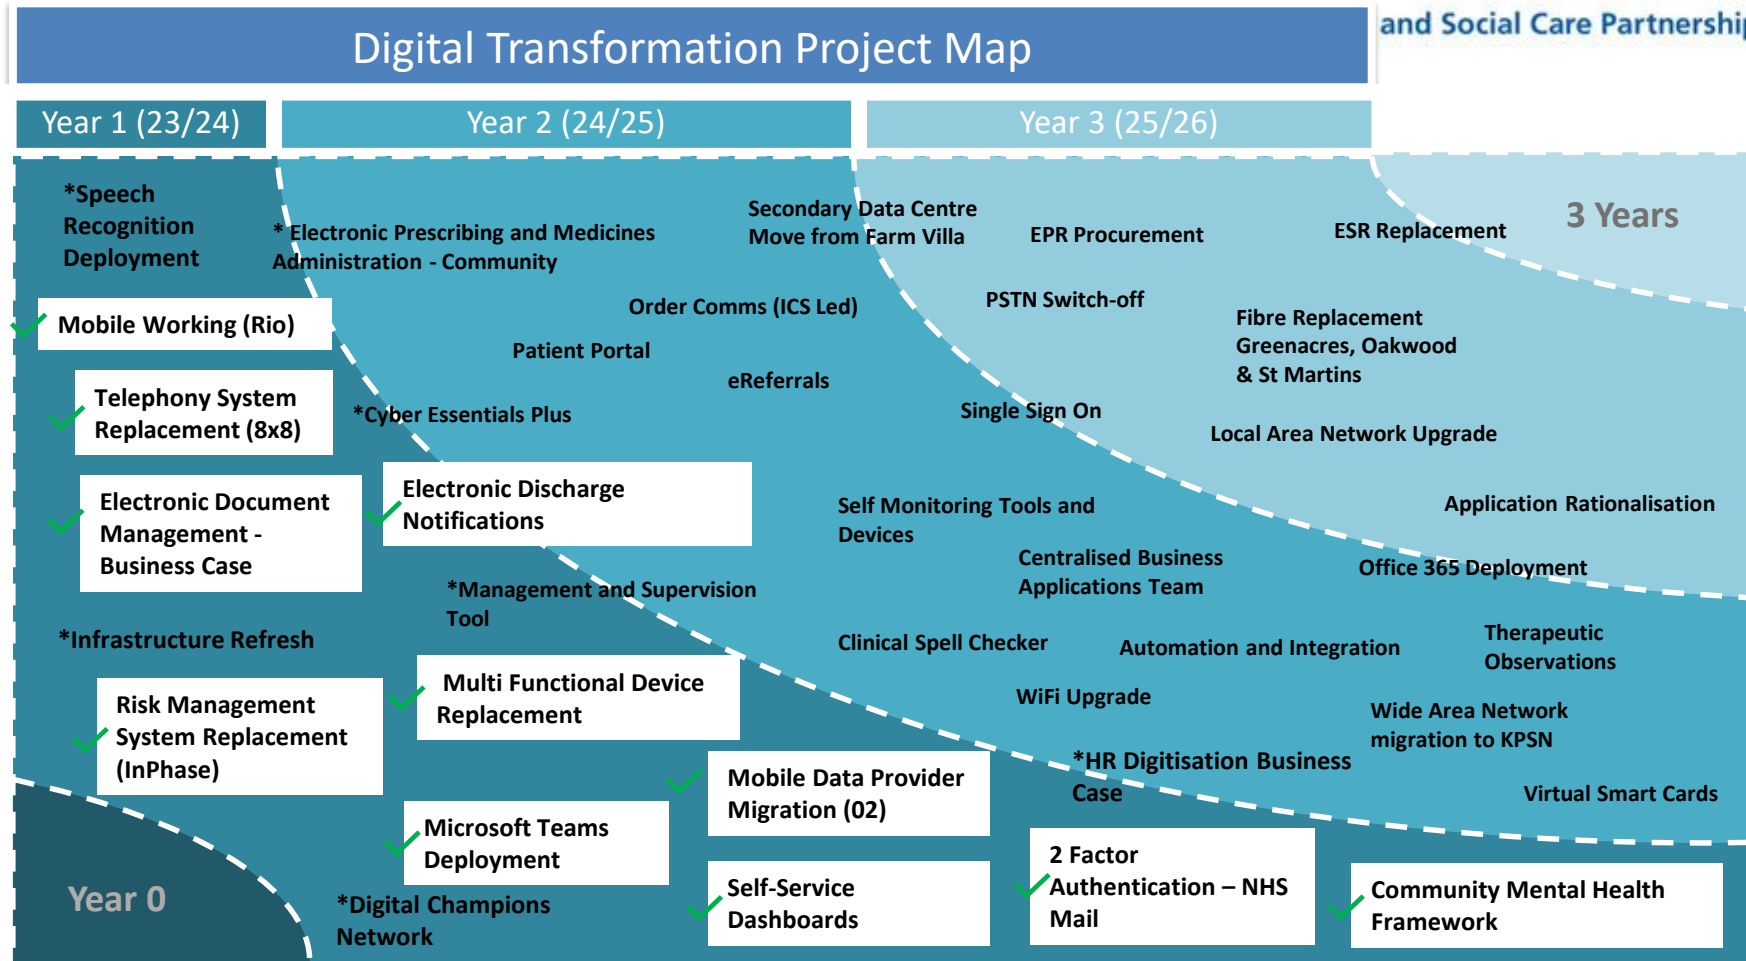 and Social Care Partnership
Digital Transformation Project Map
Year 1 (23/24)
Year 2 (24/25)
Year 3 (25/26)
3 Years
*Speech
Recognition
Deployment
* Electronic Prescribing and Medicines
Administration - Community
Secondary Data Centre
Move from Farm Villa
EPR Procurement
ESR Replacement
Mobile Working (Rio)
Order Comms (ICS Led)
PSTN Switch-off
Fibre Replacement
Greenacres, Oakwood
& St Martins
Patient Portal
eReferrals
Telephony System
Replacement (8x8)
*Cyber Essentials Plus
Single Sign On
Local Area Network Upgrade
Electronic Document
Management -
Business Case
Electronic Discharge
Notifications
Self Monitoring Tools and
Devices
Application Rationalisation
Centralised Business
Applications Team
Office 365 Deployment
*Management and Supervision
Tool
*Infrastructure Refresh
Clinical Spell Checker
Automation and Integration
Therapeutic
Observations
Risk Management
System Replacement
(InPhase)
Multi Functional Device
Replacement
WiFi Upgrade
Wide Area Network
migration to KPSN
Mobile Data Provider
Migration (02)
*HR Digitisation Business
Case
Virtual Smart Cards
Microsoft Teams
Deployment
Year 0
*Digital Champions
Network
Self-Service
Dashboards
2 Factor
Authentication – NHS
Mail
Community Mental Health
Framework